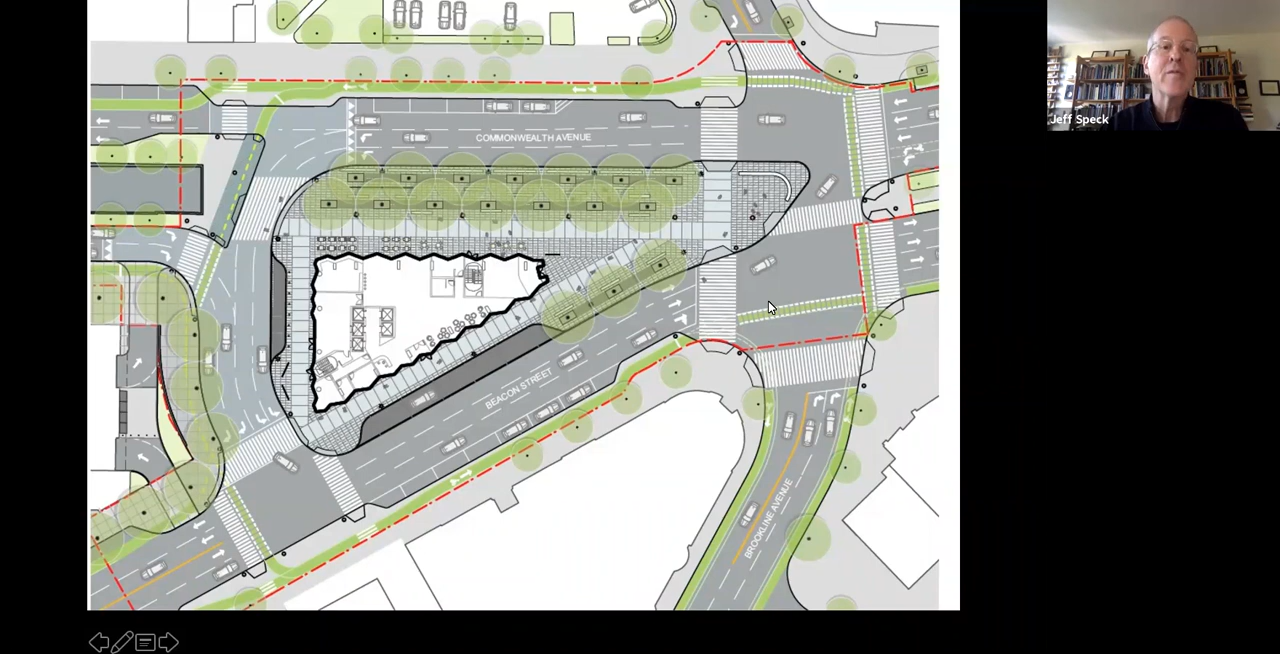 COMMONWEALTH AVENUE
Jeff Speck
BEACON STREET
BROOKLINE AVENUE